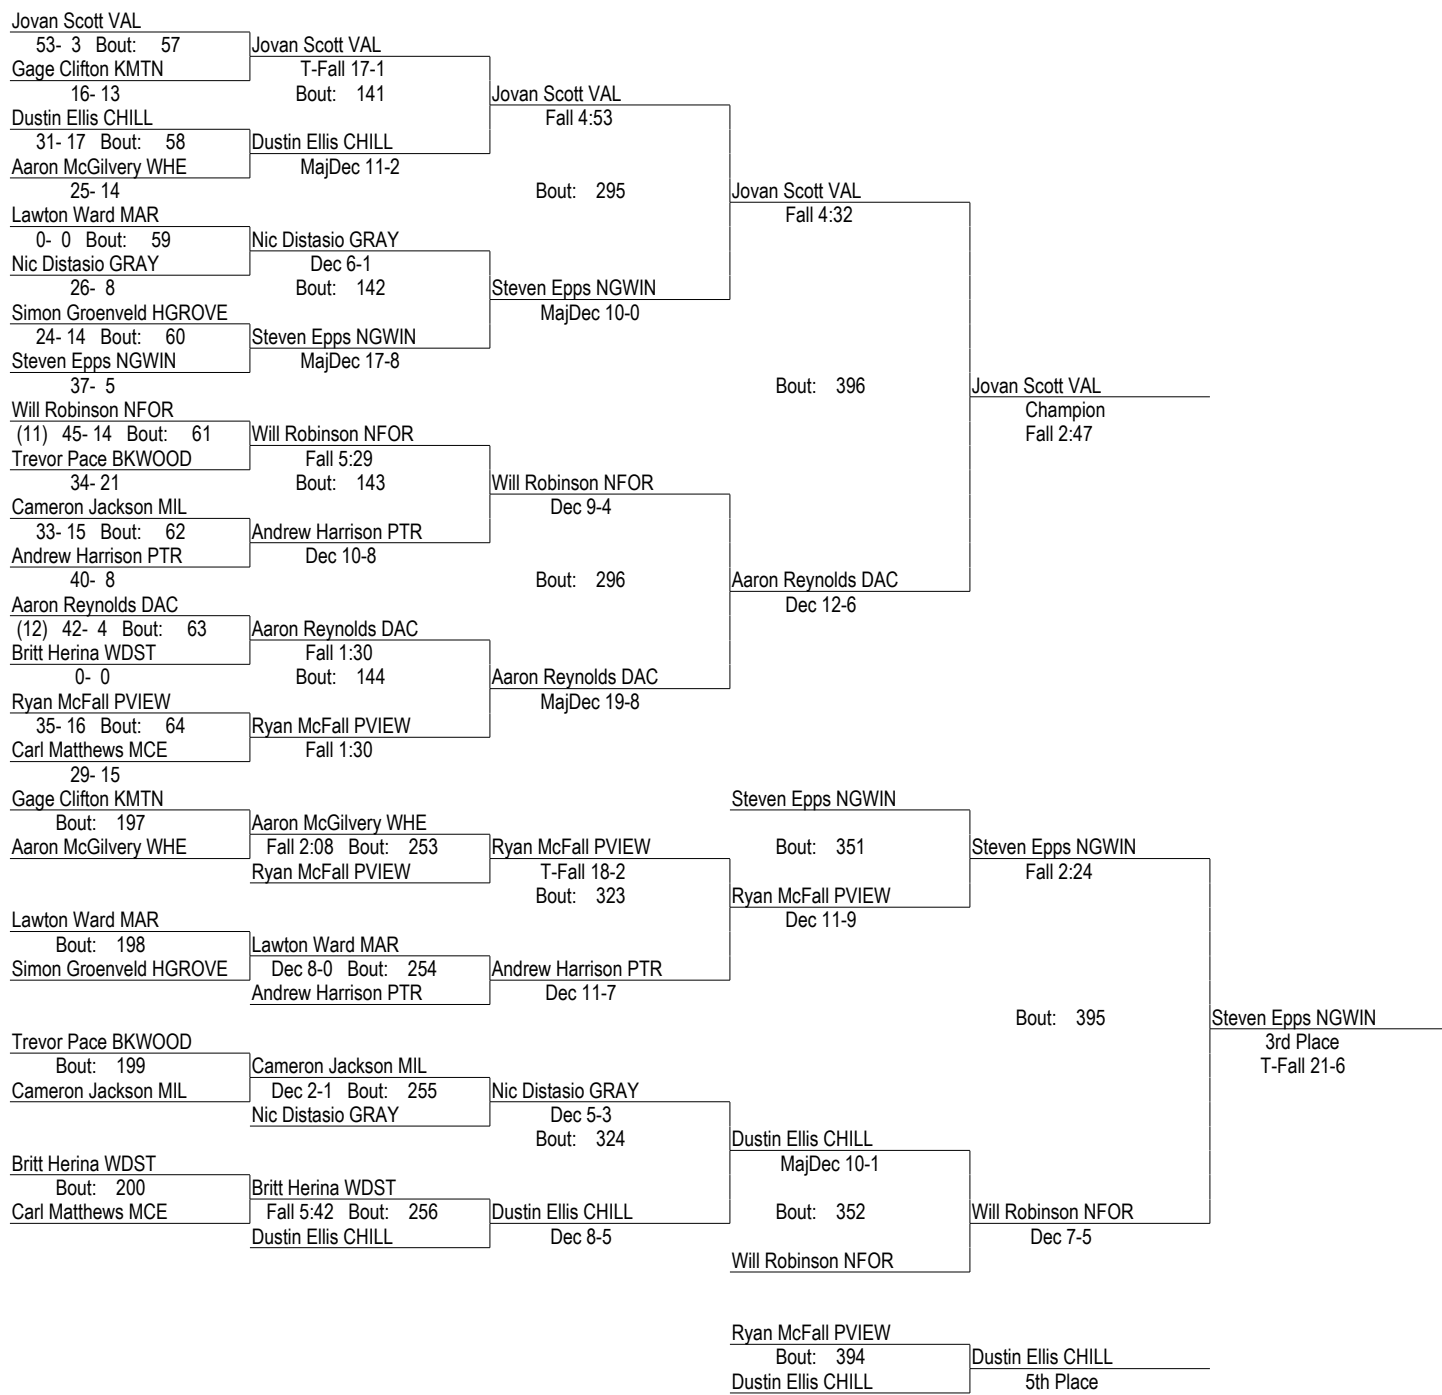 Jovan Scott VAL
53- 3 Bout: 57 Jovan Scott VAL
Gage Clifton KMTN T-Fall 17-1
16- 13 Bout: 141 Jovan Scott VAL
Dustin Ellis CHILL Fall 4:53
31- 17 Bout: 58 Dustin Ellis CHILL
Aaron McGilvery WHE MajDec 11-2
25- 14 Bout: 295 Jovan Scott VAL
Lawton Ward MAR Fall 4:32
0- 0 Bout: 59 Nic Distasio GRAY
Nic Distasio GRAY Dec 6-1
26- 8 Bout: 142 Steven Epps NGWIN
Simon Groenveld HGROVE MajDec 10-0
24- 14 Bout: 60 Steven Epps NGWIN
Steven Epps NGWIN MajDec 17-8
37- 5 Bout: 396 Jovan Scott VAL
Will Robinson NFOR Champion
(11) 45- 14 Bout: 61 Will Robinson NFOR Fall 2:47
Trevor Pace BKWOOD Fall 5:29
34- 21 Bout: 143 Will Robinson NFOR
Cameron Jackson MIL Dec 9-4
33- 15 Bout: 62 Andrew Harrison PTR
Andrew Harrison PTR Dec 10-8
40- 8 Bout: 296 Aaron Reynolds DAC
Aaron Reynolds DAC Dec 12-6
(12) 42- 4 Bout: 63 Aaron Reynolds DAC
Britt Herina WDST Fall 1:30
0- 0 Bout: 144 Aaron Reynolds DAC
Ryan McFall PVIEW MajDec 19-8
35- 16 Bout: 64 Ryan McFall PVIEW
Carl Matthews MCE Fall 1:30
29- 15
Gage Clifton KMTN Steven Epps NGWIN
Bout: 197 Aaron McGilvery WHE
Aaron McGilvery WHE Fall 2:08 Bout: 253 Ryan McFall PVIEW Bout: 351 Steven Epps NGWIN
Ryan McFall PVIEW T-Fall 18-2 Fall 2:24
Bout: 323 Ryan McFall PVIEW
Lawton Ward MAR Dec 11-9
Bout: 198 Lawton Ward MAR
Simon Groenveld HGROVE Dec 8-0 Bout: 254 Andrew Harrison PTR
Andrew Harrison PTR Dec 11-7
Bout: 395 Steven Epps NGWIN
Trevor Pace BKWOOD 3rd Place
Bout: 199 Cameron Jackson MIL T-Fall 21-6
Cameron Jackson MIL Dec 2-1 Bout: 255 Nic Distasio GRAY
Nic Distasio GRAY Dec 5-3
Bout: 324 Dustin Ellis CHILL
Britt Herina WDST MajDec 10-1
Bout: 200 Britt Herina WDST
Carl Matthews MCE Fall 5:42 Bout: 256 Dustin Ellis CHILL Bout: 352 Will Robinson NFOR
Dustin Ellis CHILL Dec 8-5 Dec 7-5
Will Robinson NFOR
Ryan McFall PVIEW
Bout: 394 Dustin Ellis CHILL
Dustin Ellis CHILL 5th Place